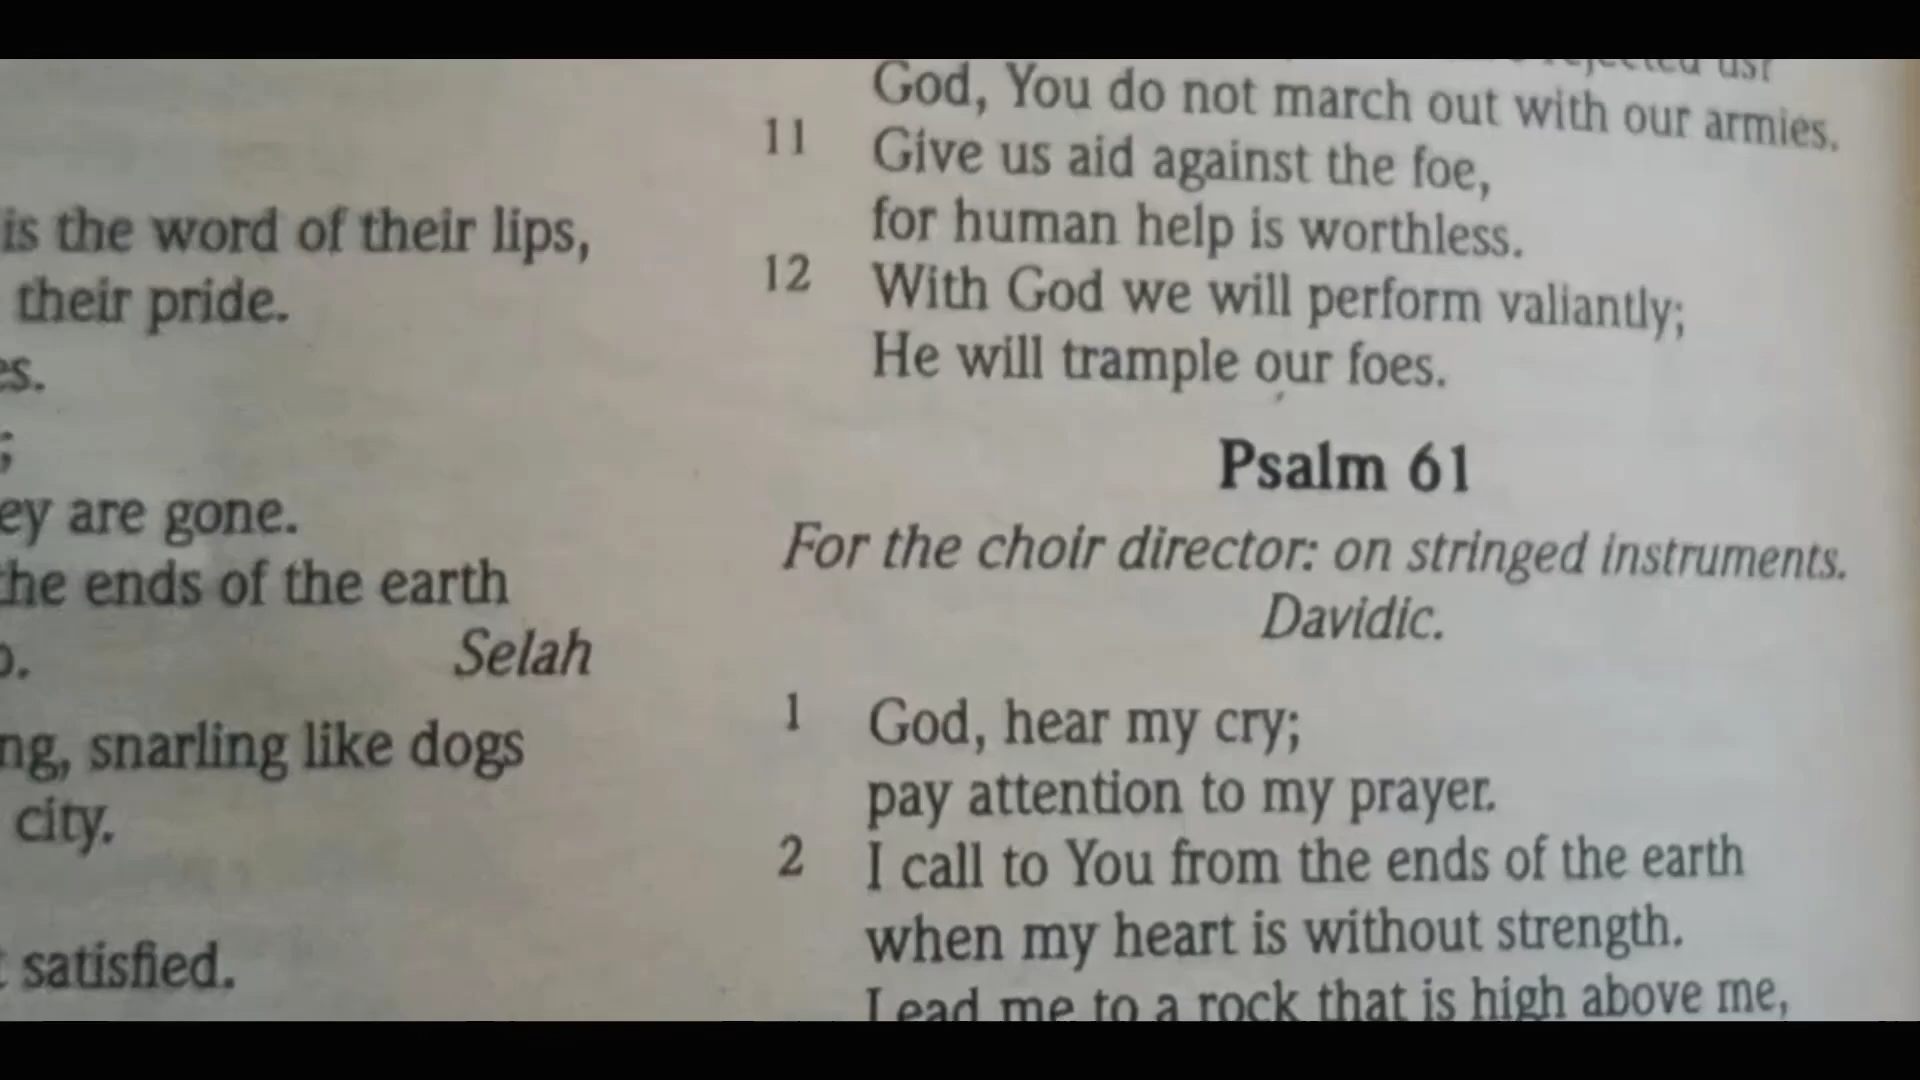 is the word of their lips,
their pride.
es.
;
ey are gone.
the ends of the earth
o. Selah
ng, snarling like dogs
city.
satisfied.
rejected us?
God, You do not march out with our armies.
11 Give us aid against the foe,
for human help is worthless.
12 With God we will perform valiantly;
He will trample our foes.
Psalm 61
For the choir director: on stringed instruments.
Davidic.
1 God, hear my cry;
pay attention to my prayer.
2 I call to You from the ends of the earth
when my heart is without strength.
Lead me to a rock that is high above me,